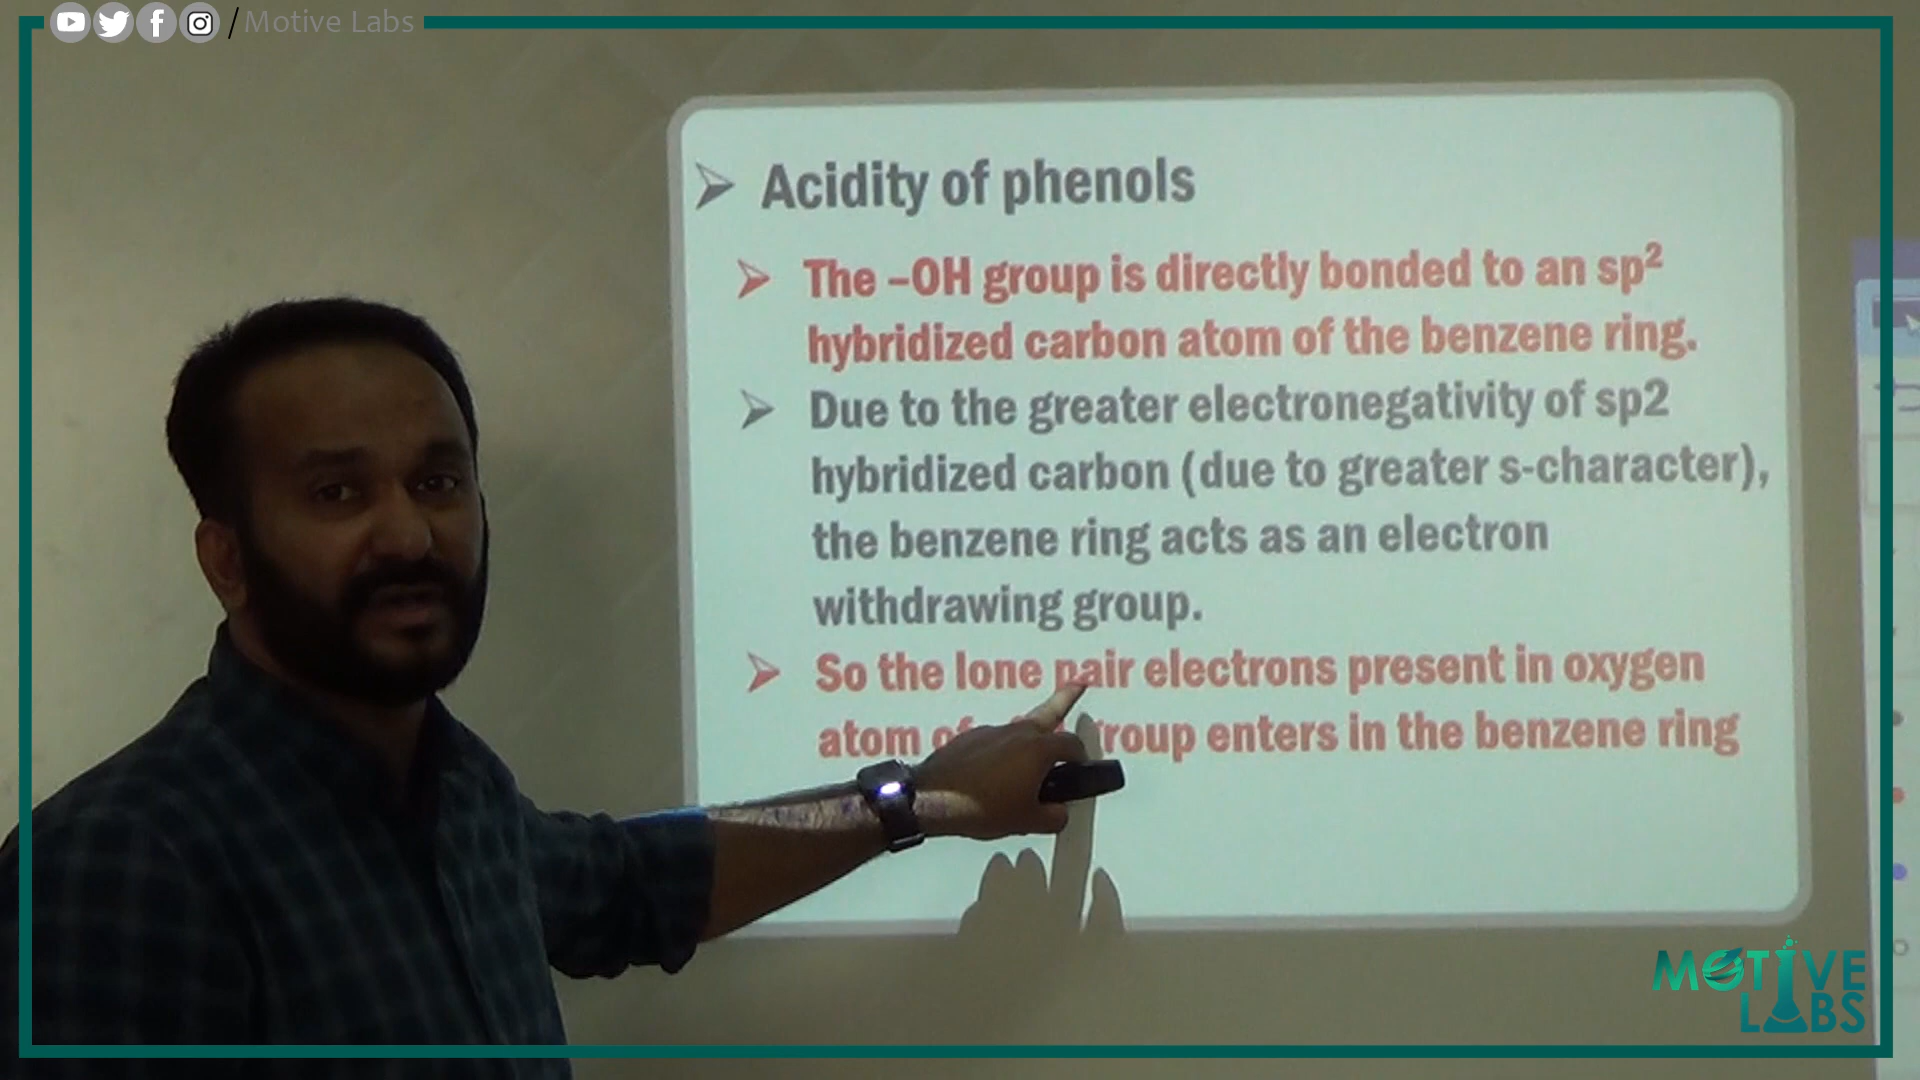 / Motive Labs
Acidity of phenols
The –OH group is directly bonded to an sp²
hybridized carbon atom of the benzene ring.
Due to the greater electronegativity of sp2
hybridized carbon (due to greater s-character),
the benzene ring acts as an electron
withdrawing group.
So the lone pair electrons present in oxygen
atom group enters in the benzene ring
MOTIVE
LABS